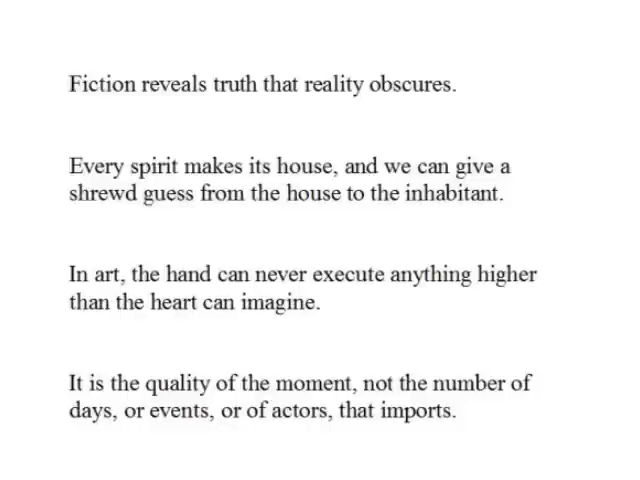 Fiction reveals truth that reality obscures.
Every spirit makes its house, and we can give a
shrewd guess from the house to the inhabitant.
In art, the hand can never execute anything higher
than the heart can imagine.
It is the quality of the moment, not the number of
days, or events, or of actors, that imports.